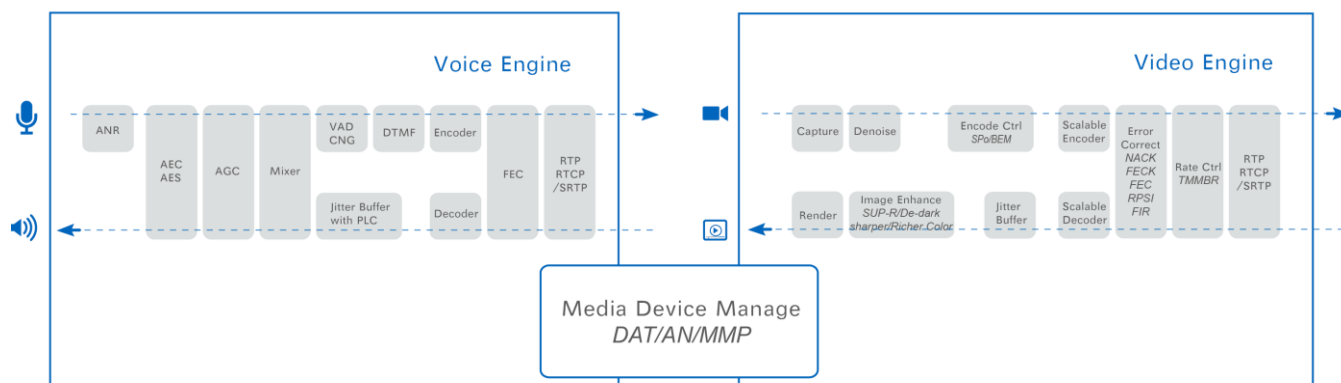 Voice Engine
ANR
AEC
AES
AGC
Mixer
VAD
CNG
DTMF
Encoder
Jitter Buffer
with PLC
Decoder
FEC
RTP
RTCP
/SRTP
Video Engine
Capture
Denoise
Encode Ctrl
SPo/BEM
Scalable
Encoder
Render
Image Enhance
SUP-R/De-dark
sharper/Richer Color
Jitter
Buffer
Scalable
Decoder
Error
Correct
NACK
FECK
FEC
RPSI
FIR
Rate Ctrl
TMMBR
RTP
RTCP
/SRTP
Media Device Manage
DAT/AN/MMP